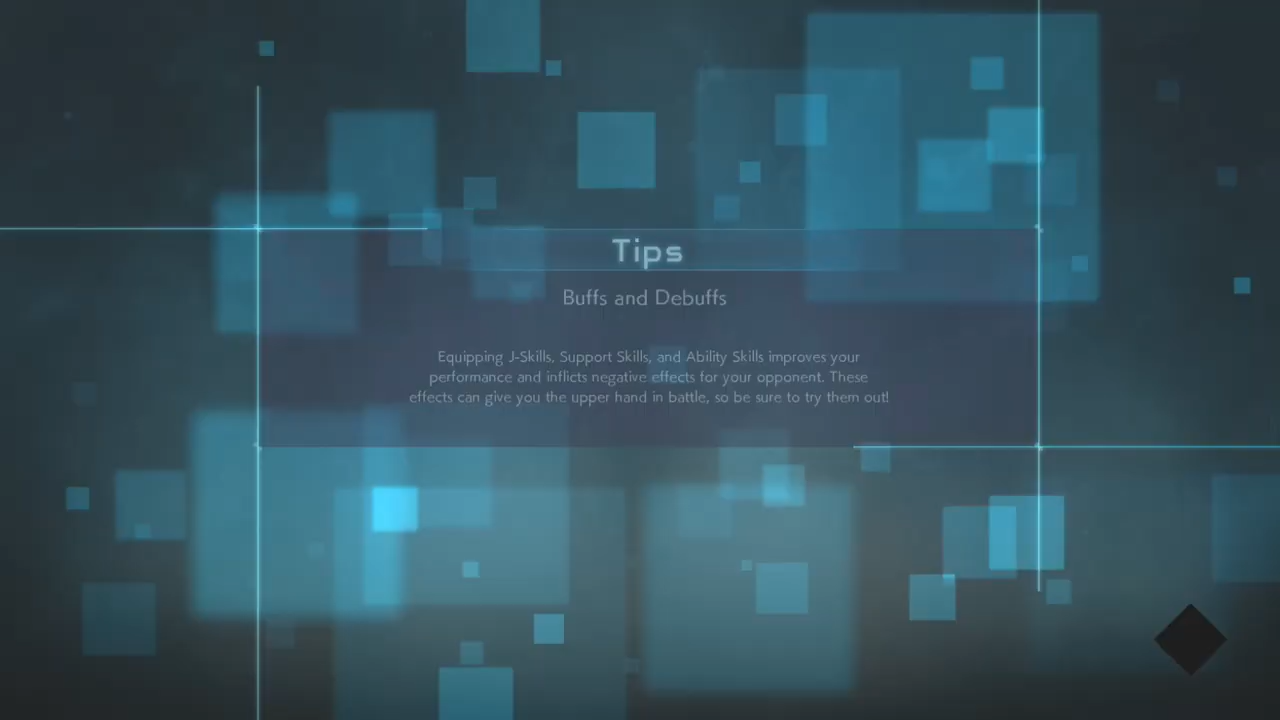 Tips
Buffs and Debuffs
Equipping J-Skills, Support Skills, and Ability Skills improves your
performance and inflicts negative effects for your opponent. These
effects can give you the upper hand in battle, so be sure to try them out!